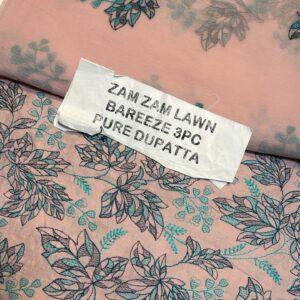 ZAM ZAM LAWN
BAREEZE 3PC
PURE DUPATTA